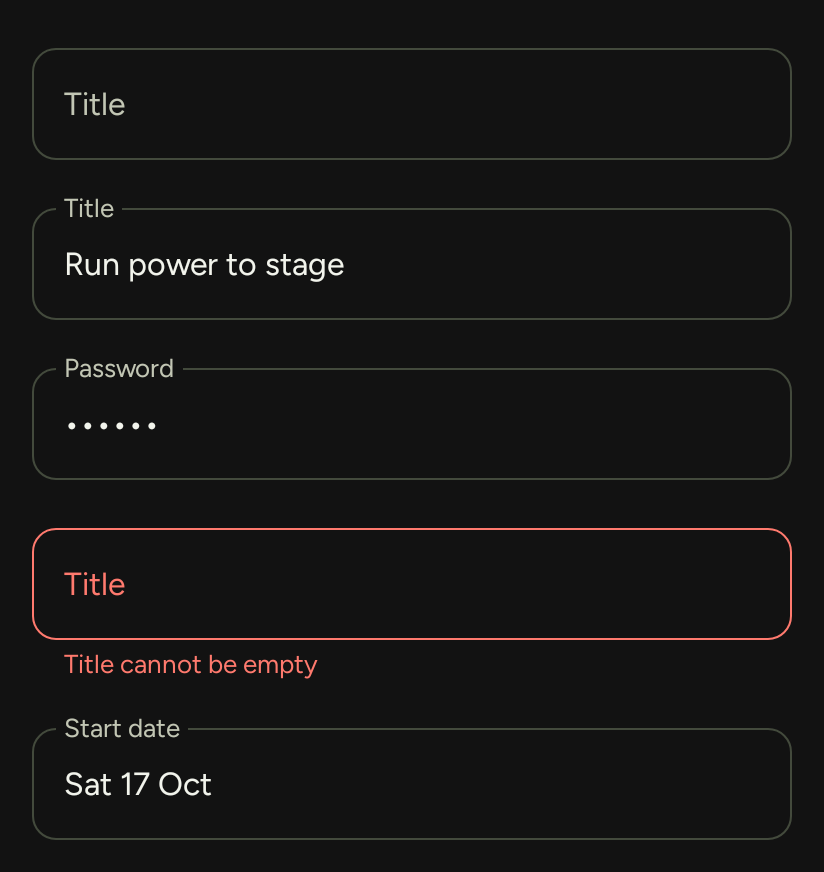 Title
Title
Run power to stage
Password
••••••
Title
Title cannot be empty
Start date
Sat 17 Oct